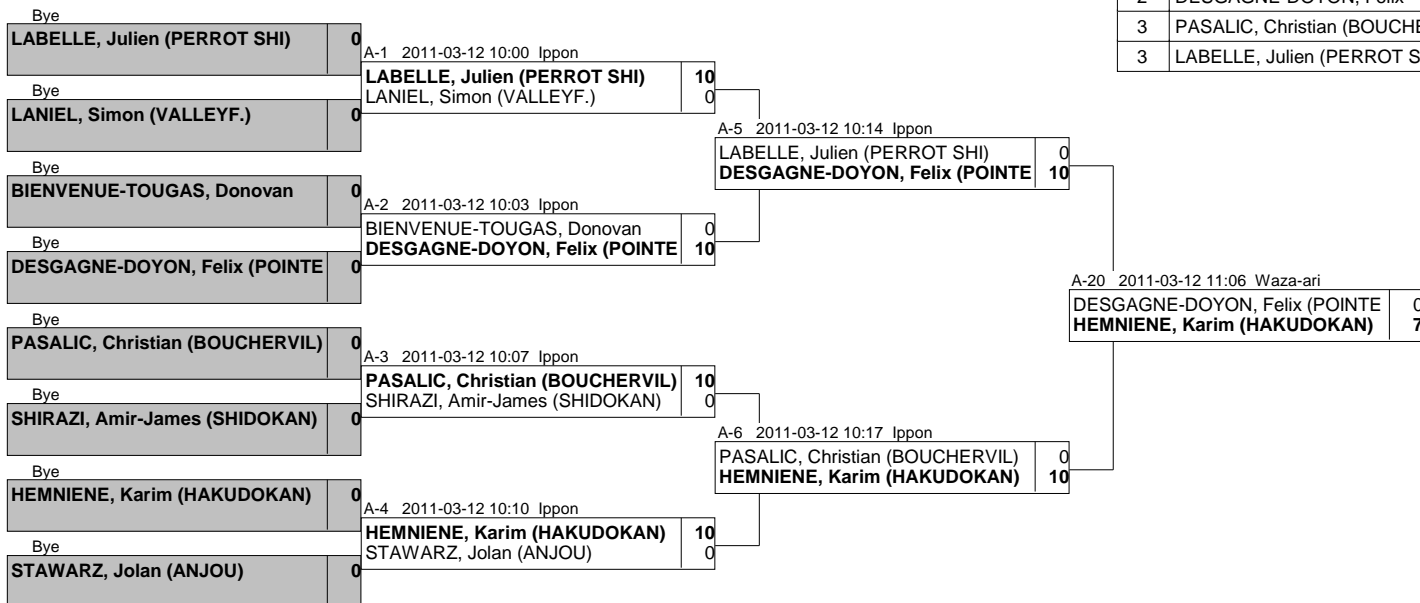 2 DESGAGNE-DOYON, Felix
3 PASALIC, Christian (BOUCHE
3 LABELLE, Julien (PERROT S
Bye
LABELLE, Julien (PERROT SHI) 0
Bye
LANIEL, Simon (VALLEYF.) 0
Bye
BIENVENUE-TOUGAS, Donovan 0
Bye
DESGAGNE-DOYON, Felix (POINTE 0
Bye
PASALIC, Christian (BOUCHERVIL) 0
Bye
SHIRAZI, Amir-James (SHIDOKAN) 0
Bye
HEMNIENE, Karim (HAKUDOKAN) 0
Bye
STAWARZ, Jolan (ANJOU) 0
A-1 2011-03-12 10:00 Ippon
LABELLE, Julien (PERROT SHI) 10
LANIEL, Simon (VALLEYF.) 0
A-2 2011-03-12 10:03 Ippon
BIENVENUE-TOUGAS, Donovan 0
DESGAGNE-DOYON, Felix (POINTE 10
A-3 2011-03-12 10:07 Ippon
PASALIC, Christian (BOUCHERVIL) 10
SHIRAZI, Amir-James (SHIDOKAN) 0
A-4 2011-03-12 10:10 Ippon
HEMNIENE, Karim (HAKUDOKAN) 10
STAWARZ, Jolan (ANJOU) 0
A-5 2011-03-12 10:14 Ippon
LABELLE, Julien (PERROT SHI) 0
DESGAGNE-DOYON, Felix (POINTE 10
A-6 2011-03-12 10:17 Ippon
PASALIC, Christian (BOUCHERVIL) 0
HEMNIENE, Karim (HAKUDOKAN) 10
A-20 2011-03-12 11:06 Waza-ari
DESGAGNE-DOYON, Felix (POINTE 0
HEMNIENE, Karim (HAKUDOKAN) 7